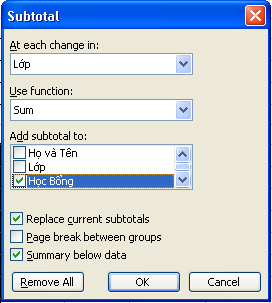 Subtotal
At each change in:
Lớp
Use function:
Sum
Add subtotal to:
Họ và Tên
Lớp
Học Bổng
Replace current subtotals
Page break between groups
Summary below data
Remove All OK Cancel